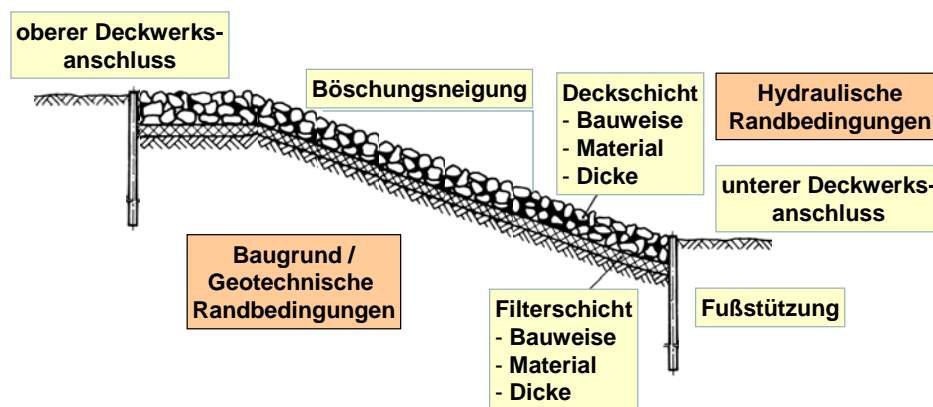 oberer Deckwerks-
anschluss
Böschungsneigung
Deckschicht
- Bauweise
- Material
- Dicke
Hydraulische
Randbedingungen
unterer Deckwerks-
anschluss
Baugrund /
Geotechnische
Randbedingungen
Filterschicht
- Bauweise
- Material
- Dicke
Fußstützung